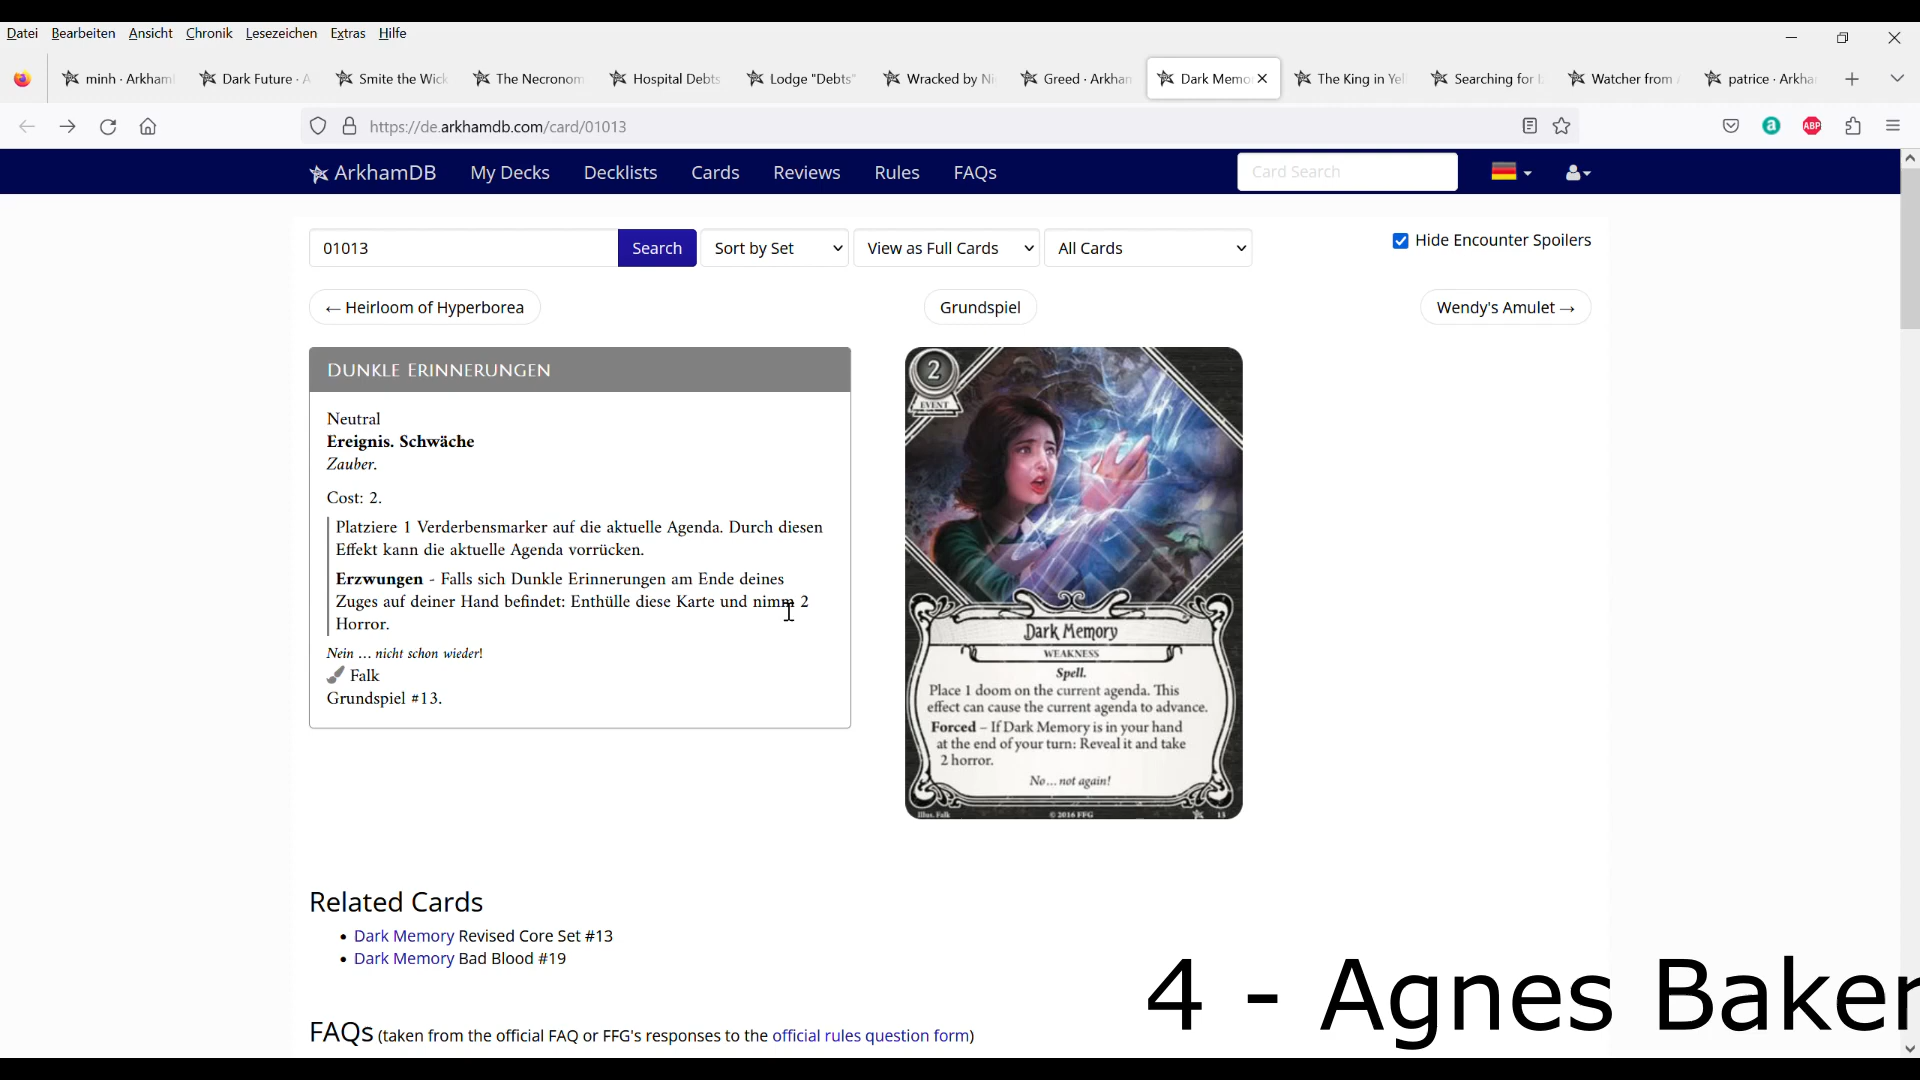 Datei Bearbeiten Ansicht Chronik Lesezeichen Extras Hilfe
minh · Arkham Dark Future · A Smite the Wick The Necronom Hospital Debts Lodge "Debts" Wracked by Ni Greed · Arkham Dark Memo The King in Yel Searching for Watcher from patrice · Arkha
https://de.arkhamdb.com/card/01013
ABP
ArkhamDB My Decks Decklists Cards Reviews Rules FAQs Card Search
01013 Search Sort by Set View as Full Cards All Cards Hide Encounter Spoilers
← Heirloom of Hyperborea Grundspiel Wendy's Amulet →
Dunkle Erinnerungen
Neutral
Ereignis. Schwäche
Zauber.
Cost: 2.
Platziere 1 Verderbensmarker auf die aktuelle Agenda. Durch diesen
Effekt kann die aktuelle Agenda vorrücken.
Erzwungen - Falls sich Dunkle Erinnerungen am Ende deines
Zuges auf deiner Hand befindet: Enthülle diese Karte und nimm 2
Horror.
Nein … nicht schon wieder!
Falk
Grundspiel #13.
2
EVENT
Dark Memory
WEAKNESS
Spell.
Place 1 doom on the current agenda. This
effect can cause the current agenda to advance.
Forced – If Dark Memory is in your hand
at the end of your turn: Reveal it and take
2 horror.
No… not again!
Illus. Falk © 2016 FFG 13
Related Cards
• Dark Memory Revised Core Set #13
• Dark Memory Bad Blood #19
FAQs (taken from the official FAQ or FFG's responses to the official rules question form)
4 - Agnes Baker